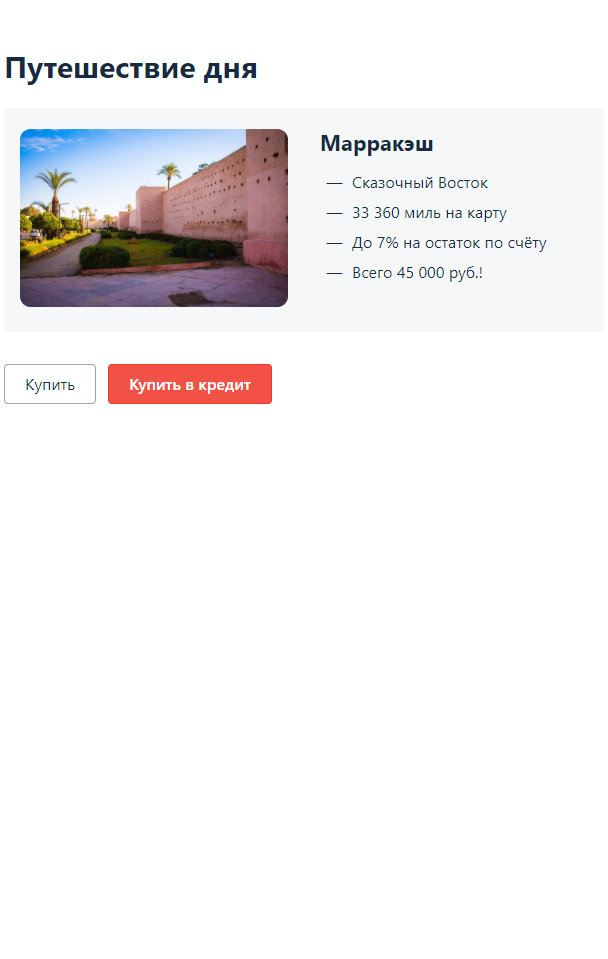 Путешествие дня
Марракэш
— Сказочный Восток
— 33 360 миль на карту
— До 7% на остаток по счёту
— Всего 45 000 руб.!
Купить
Купить в кредит